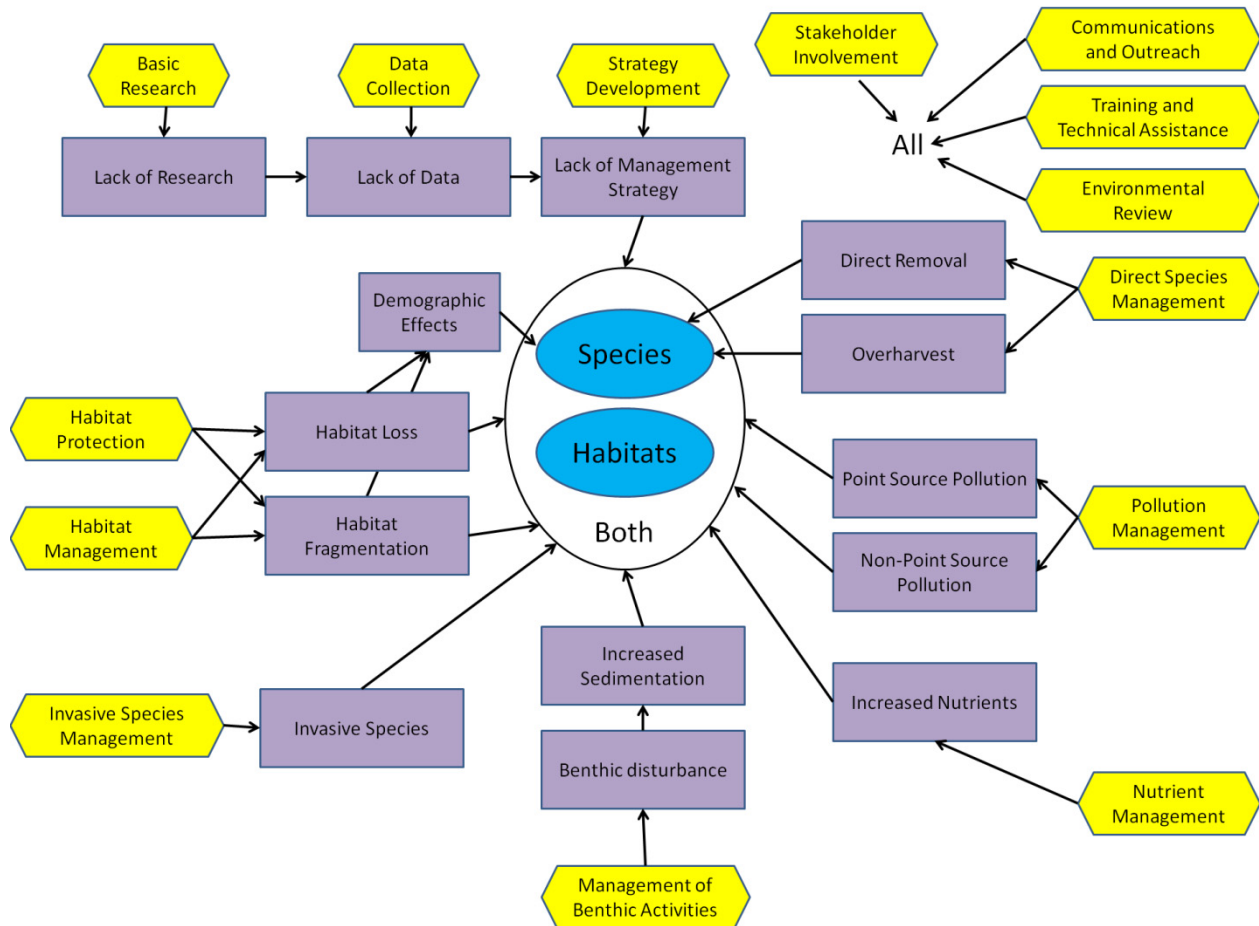 Basic
Research
Data
Collection
Strategy
Development
Stakeholder
Involvement
Communications
and Outreach
Training and
Technical Assistance
All
Environmental
Review
Lack of Research
Lack of Data
Lack of Management
Strategy
Direct Removal
Direct Species
Management
Overharvest
Demographic
Effects
Species
Habitats
Both
Habitat
Protection
Habitat Loss
Habitat
Management
Habitat
Fragmentation
Point Source Pollution
Pollution
Management
Non-Point Source
Pollution
Increased
Sedimentation
Increased Nutrients
Invasive Species
Management
Invasive Species
Benthic disturbance
Nutrient
Management
Management of
Benthic Activities